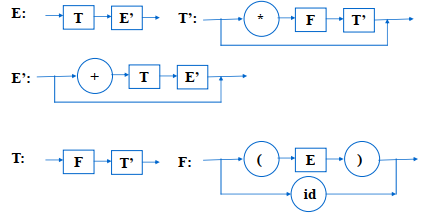 E: T E’ T’: * F T’
E’: + T E’
T: F T’ F: ( E )
id